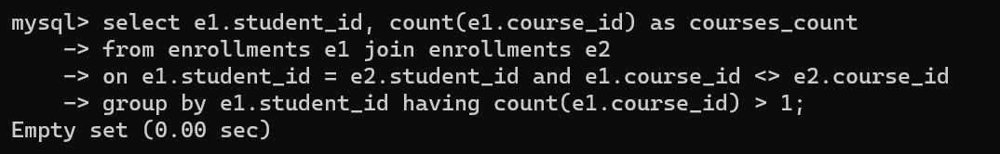 mysql> select e1.student_id, count(e1.course_id) as courses_count
    -> from enrollments e1 join enrollments e2
    -> on e1.student_id = e2.student_id and e1.course_id <> e2.course_id
    -> group by e1.student_id having count(e1.course_id) > 1;
Empty set (0.00 sec)